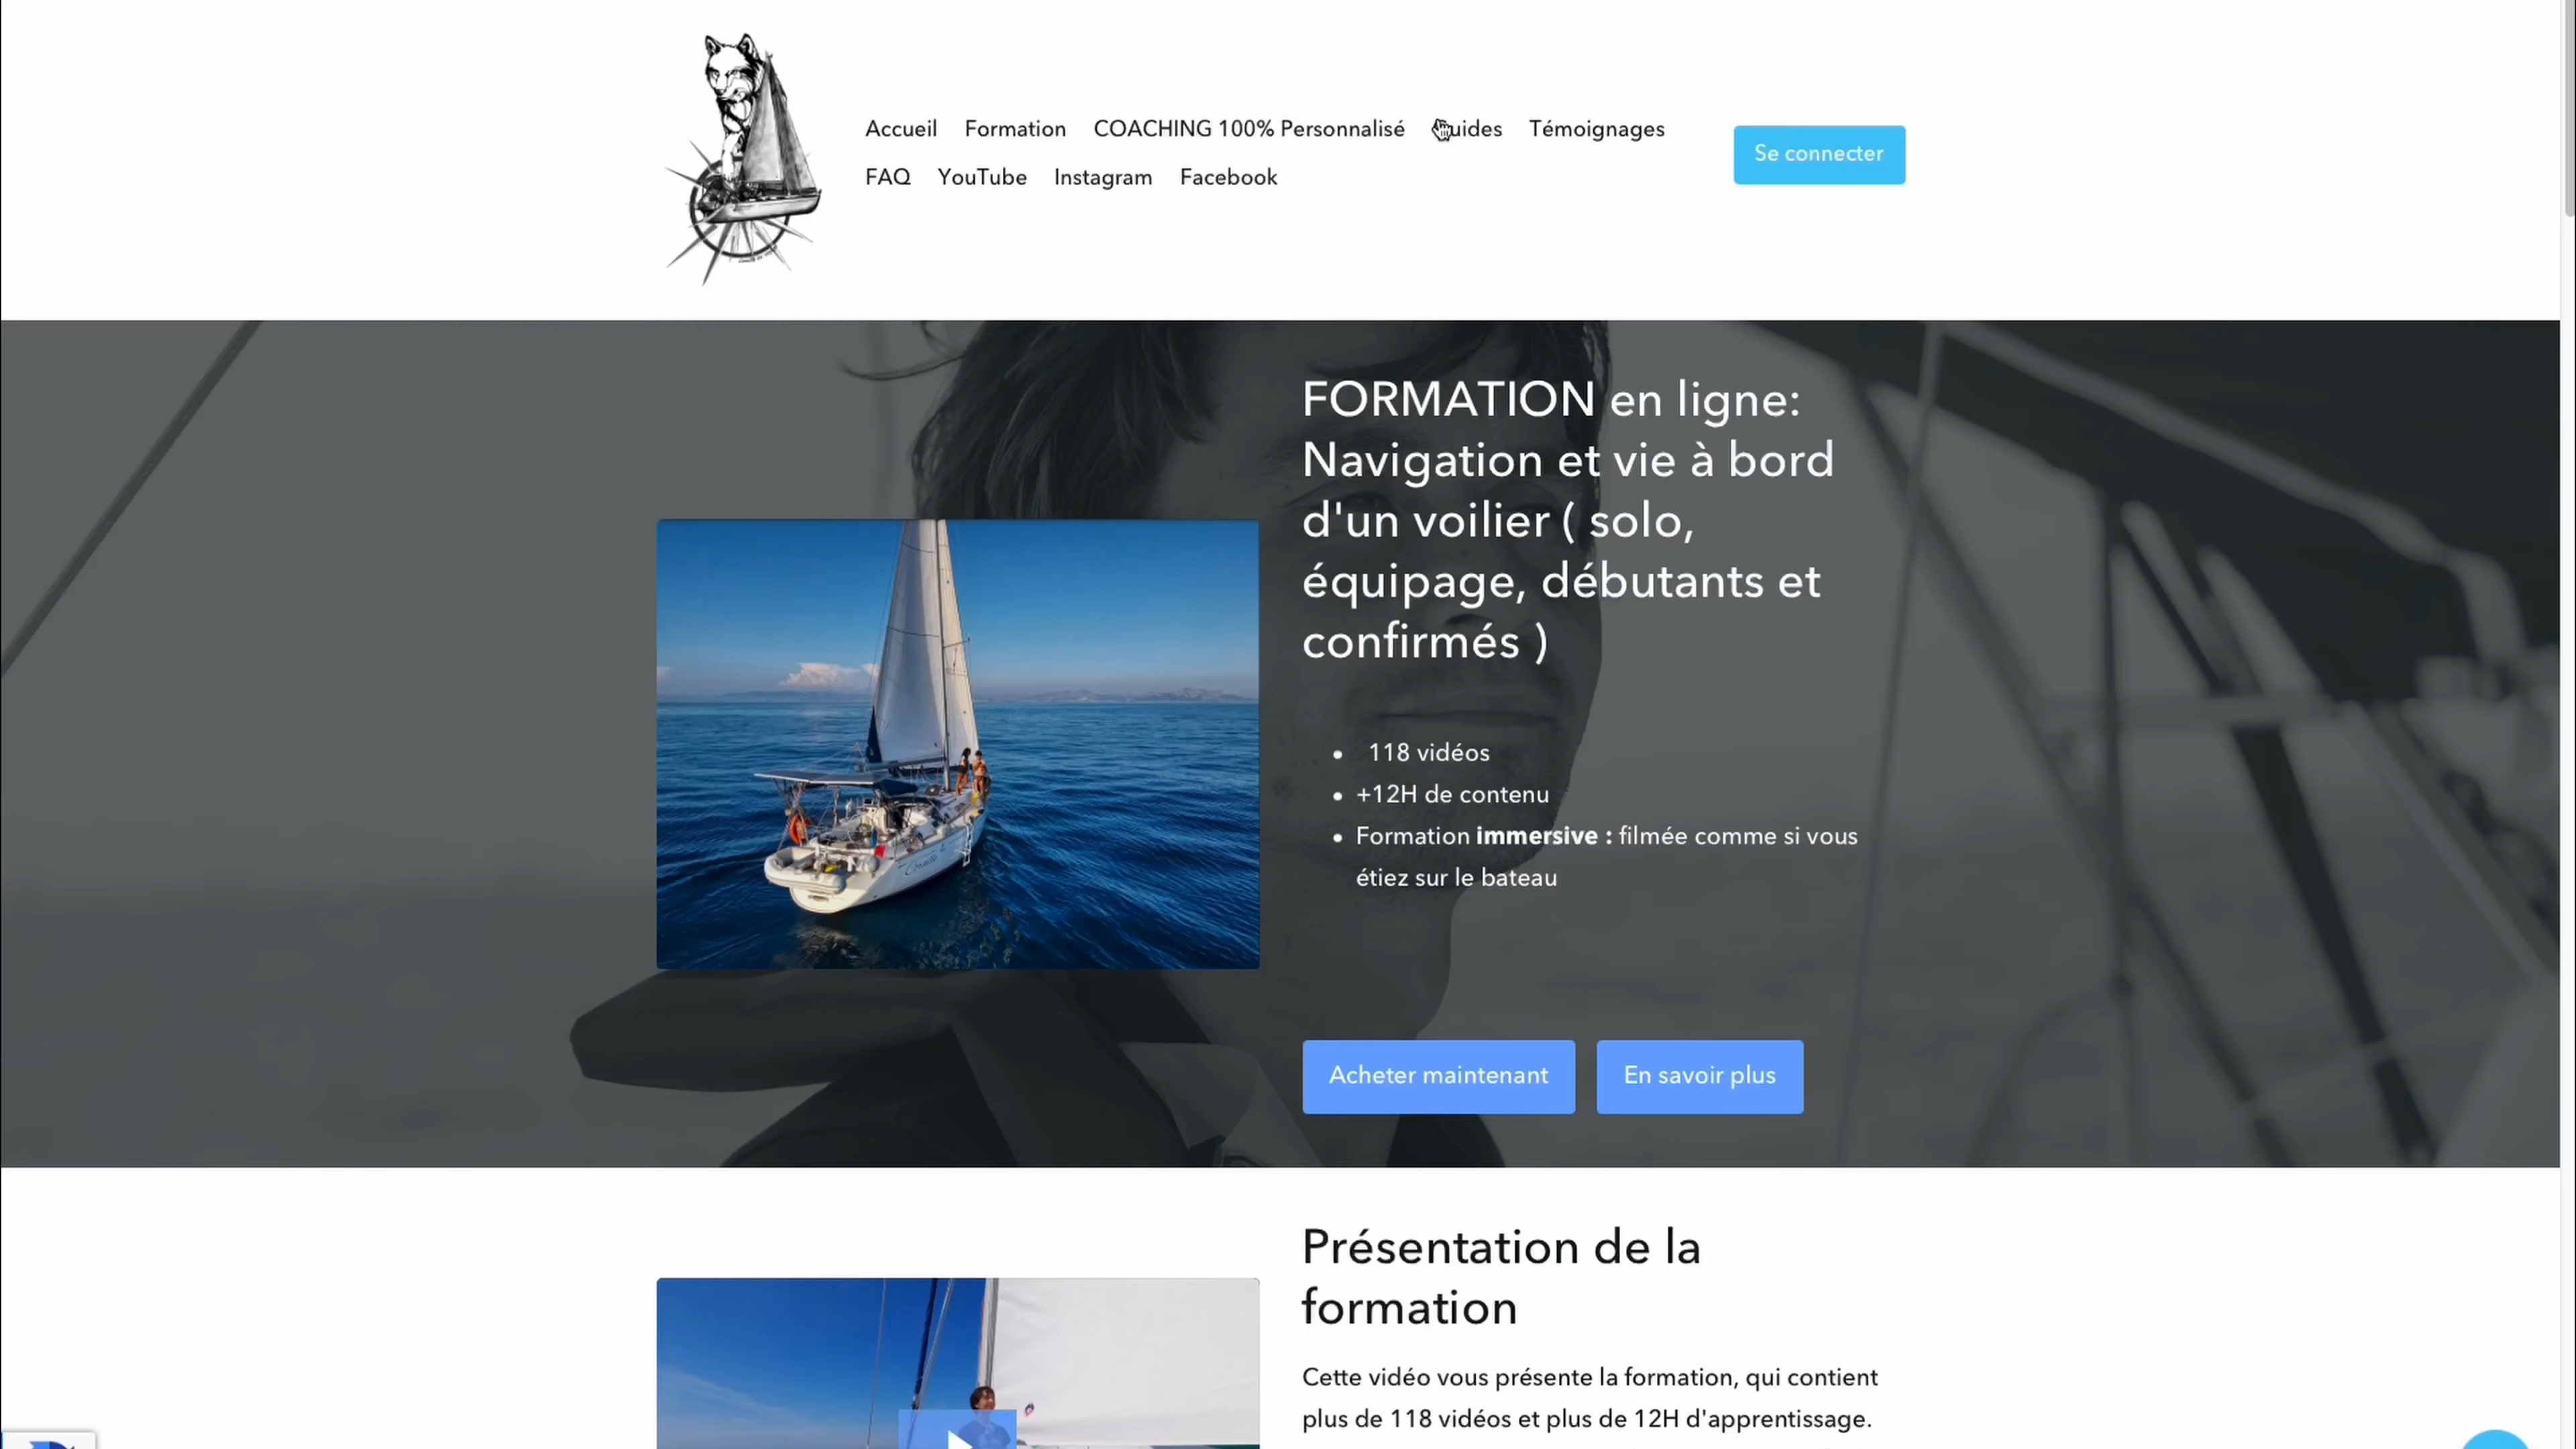 Accueil Formation COACHING 100% Personnalisé Guides Témoignages
FAQ YouTube Instagram Facebook
Se connecter
FORMATION en ligne:
Navigation et vie à bord
d'un voilier ( solo,
équipage, débutants et
confirmés )
118 vidéos
+12H de contenu
Formation immersive : filmée comme si vous
étiez sur le bateau
Acheter maintenant En savoir plus
Présentation de la
formation
Cette vidéo vous présente la formation, qui contient
plus de 118 vidéos et plus de 12H d'apprentissage.